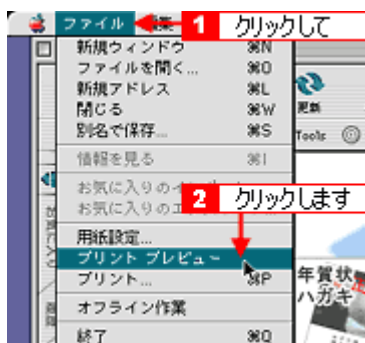 ファイル
1 クリックして
新規ウィンドウ ⌘N
ファイルを開く... ⌘O
新規アドレス ⌘L
閉じる ⌘W
別名で保存... ⌘S
情報を見る ⌘I
お気に入りの
2 クリックします
お気に入りの
用紙設定...
プリント プレビュー
プリント... ⌘P
オフライン作業
終了 ⌘Q
更新
Tools
お気に入り
年賀状
ハガキ